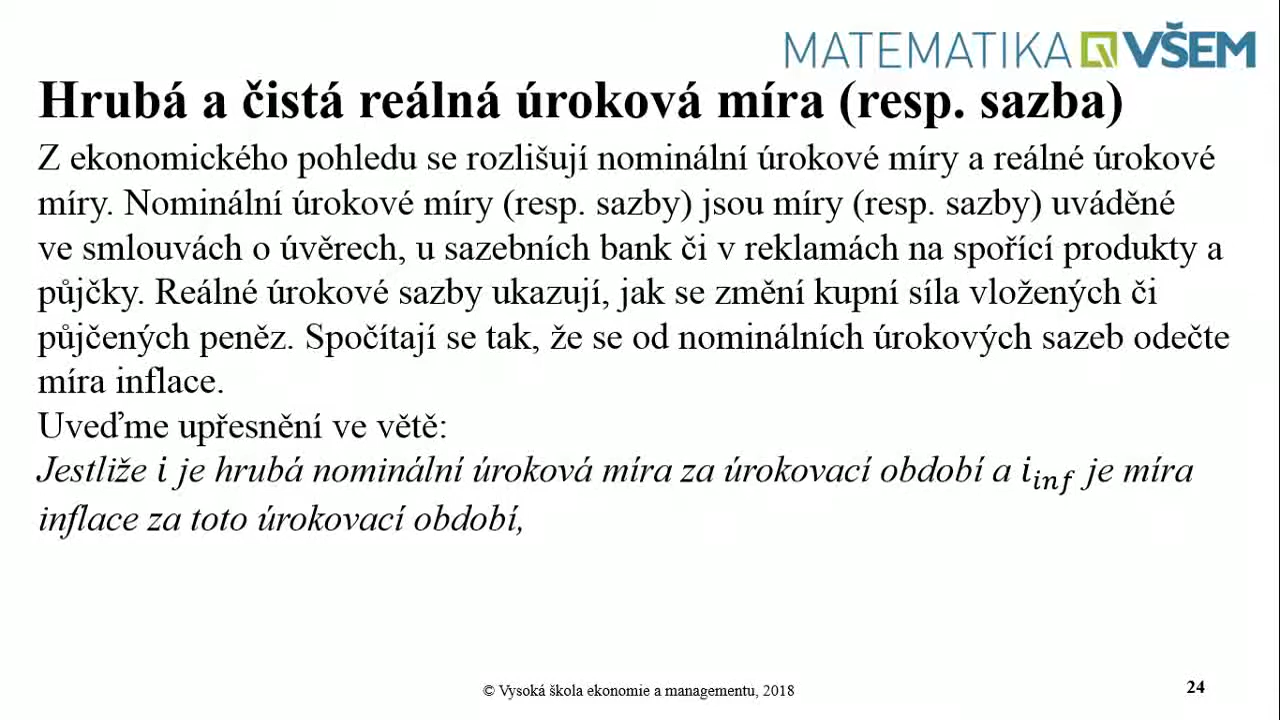 MATEMATIKA VŠEM
Hrubá a čistá reálná úroková míra (resp. sazba)
Z ekonomického pohledu se rozlišují nominální úrokové míry a reálné úrokové
míry. Nominální úrokové míry (resp. sazby) jsou míry (resp. sazby) uváděné
ve smlouvách o úvěrech, u sazebních bank či v reklamách na spořící produkty a
půjčky. Reálné úrokové sazby ukazují, jak se změní kupní síla vložených či
půjčených peněz. Spočítají se tak, že se od nominálních úrokových sazeb odečte
míra inflace.
Uveďme upřesnění ve větě:
Jestliže i je hrubá nominální úroková míra za úrokovací období a i_inf je míra
inflace za toto úrokovací období,
© Vysoká škola ekonomie a managementu, 2018
24